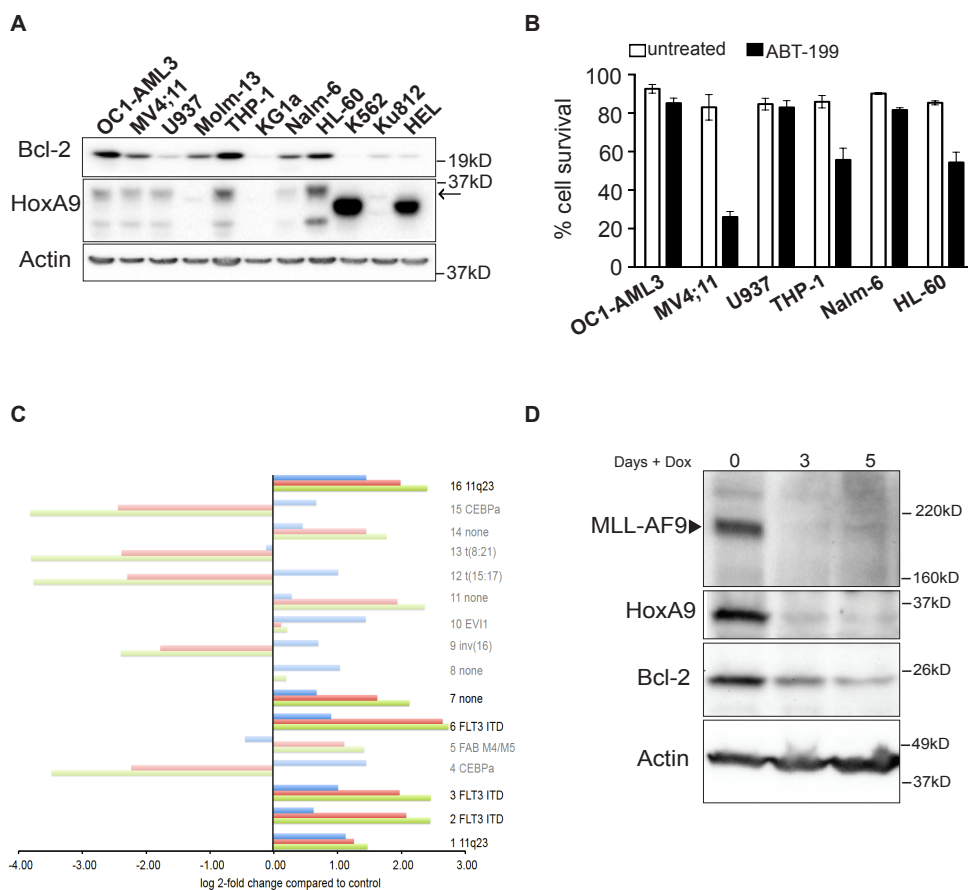 A
OC1-AML3 MV4;11 U937 Molm-13 THP-1 KG1a Nalm-6 HL-60 K562 Ku812 HEL
Bcl-2
19kD
37kD
HoxA9
Actin
37kD
B
untreated ABT-199
100
80
60
40
20
0
% cell survival
OC1-AML3 MV4;11 U937 THP-1 Nalm-6 HL-60
C
16 11q23
15 CEBPa
14 none
13 t(8:21)
12 t(15:17)
11 none
10 EVI1
9 inv(16)
8 none
7 none
6 FLT3 ITD
5 FAB M4/M5
4 CEBPa
3 FLT3 ITD
2 FLT3 ITD
1 11q23
-4.00 -3.00 -2.00 -1.00 0.00 1.00 2.00 3.00
log 2-fold change compared to control
D
Days + Dox 0 3 5
220kD
MLL-AF9
160kD
37kD
HoxA9
26kD
Bcl-2
49kD
Actin
37kD